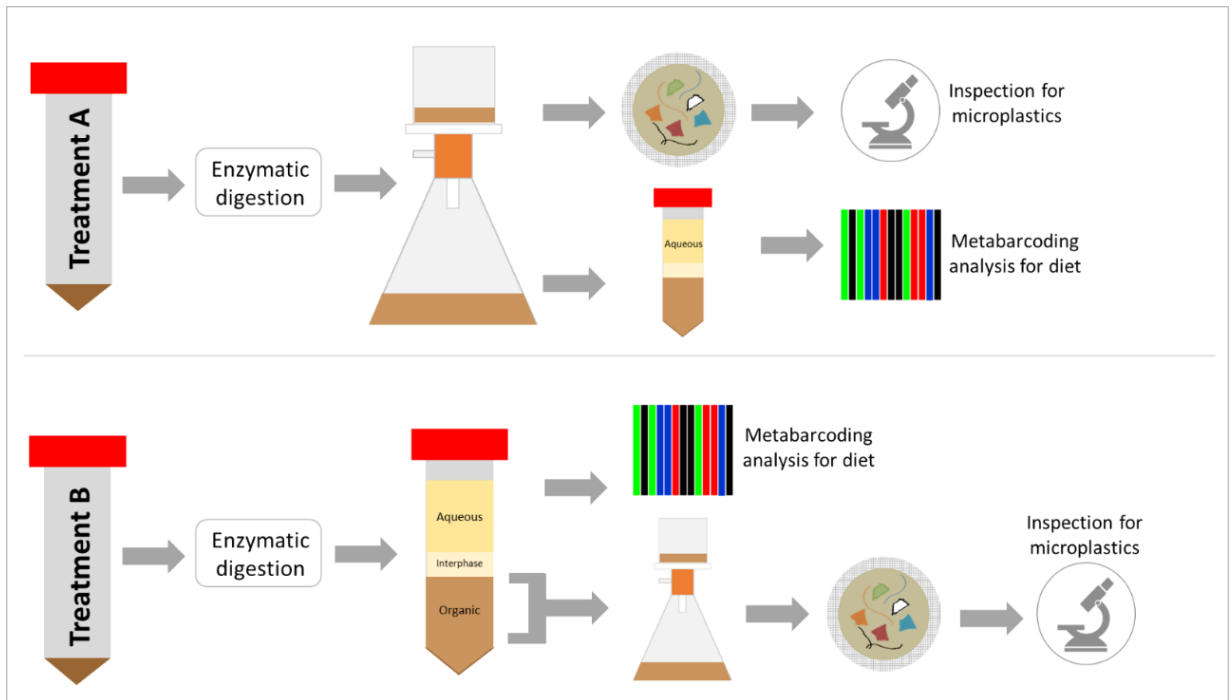 Treatment A
Enzymatic
digestion
Inspection for
microplastics
Aqueous
Metabarcoding
analysis for diet
Treatment B
Enzymatic
digestion
Aqueous
Interphase
Organic
Metabarcoding
analysis for diet
Inspection for
microplastics